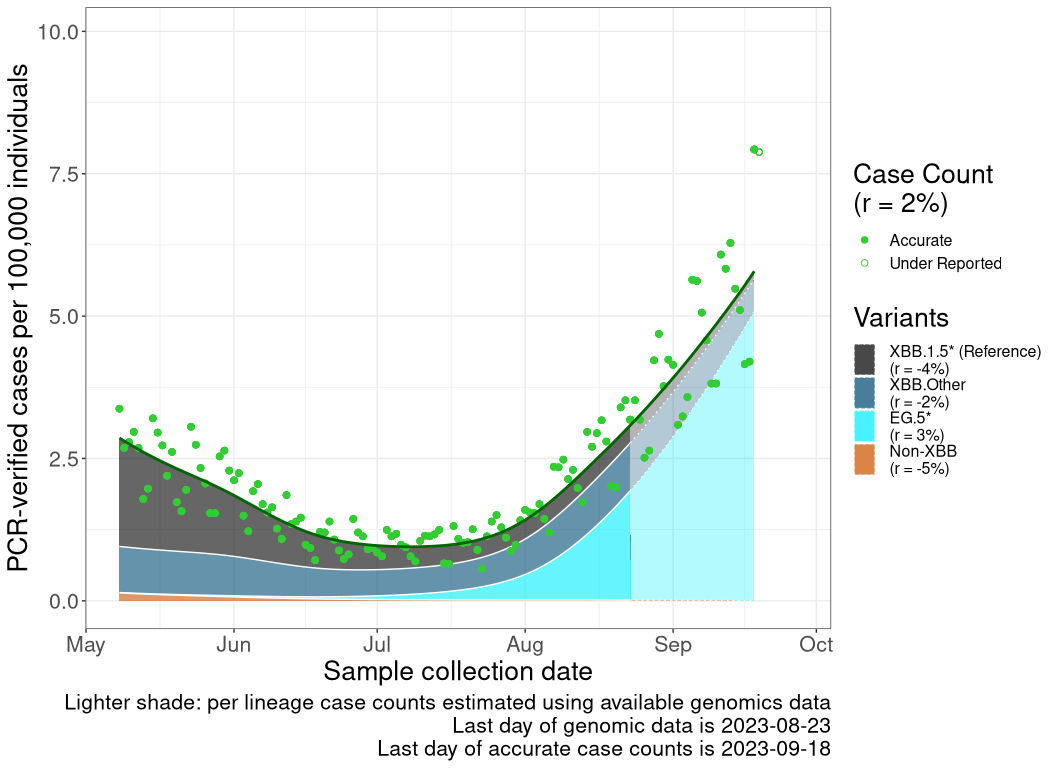 10.0
7.5
5.0
2.5
0.0
PCR-verified cases per 100,000 individuals
May Jun Jul Aug Sep Oct
Sample collection date
Lighter shade: per lineage case counts estimated using available genomics data
Last day of genomic data is 2023-08-23
Last day of accurate case counts is 2023-09-18
Case Count
(r = 2%)
Accurate
Under Reported
Variants
XBB.1.5* (Reference)
(r = -4%)
XBB.Other
(r = -2%)
EG.5*
(r = 3%)
Non-XBB
(r = -5%)